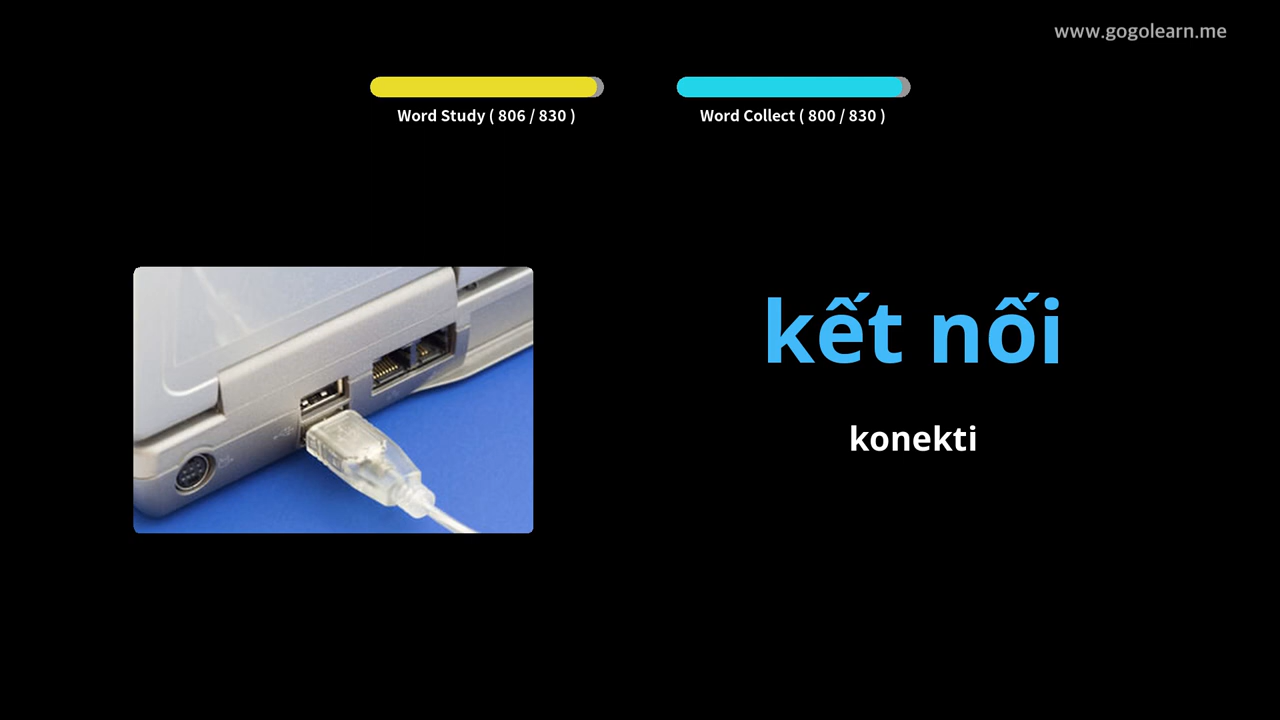 www.gogolearn.me
Word Study ( 806 / 830 )
Word Collect ( 800 / 830 )
kết nối
konekti